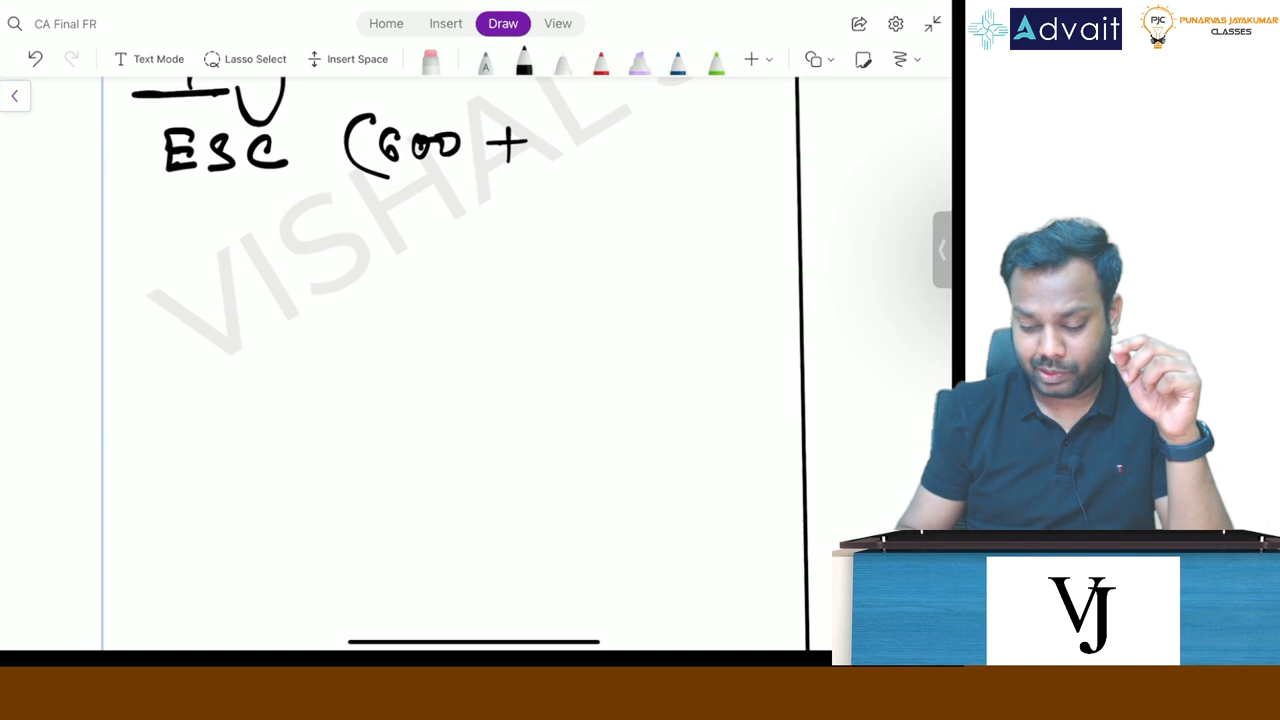 CA Final FR
Home Insert Draw View
Advait
PJC
PUNARVAS JAYAKUMAR
CLASSES
Text Mode
Lasso Select
Insert Space
A
ESC (600 +
VISHAL
VJ